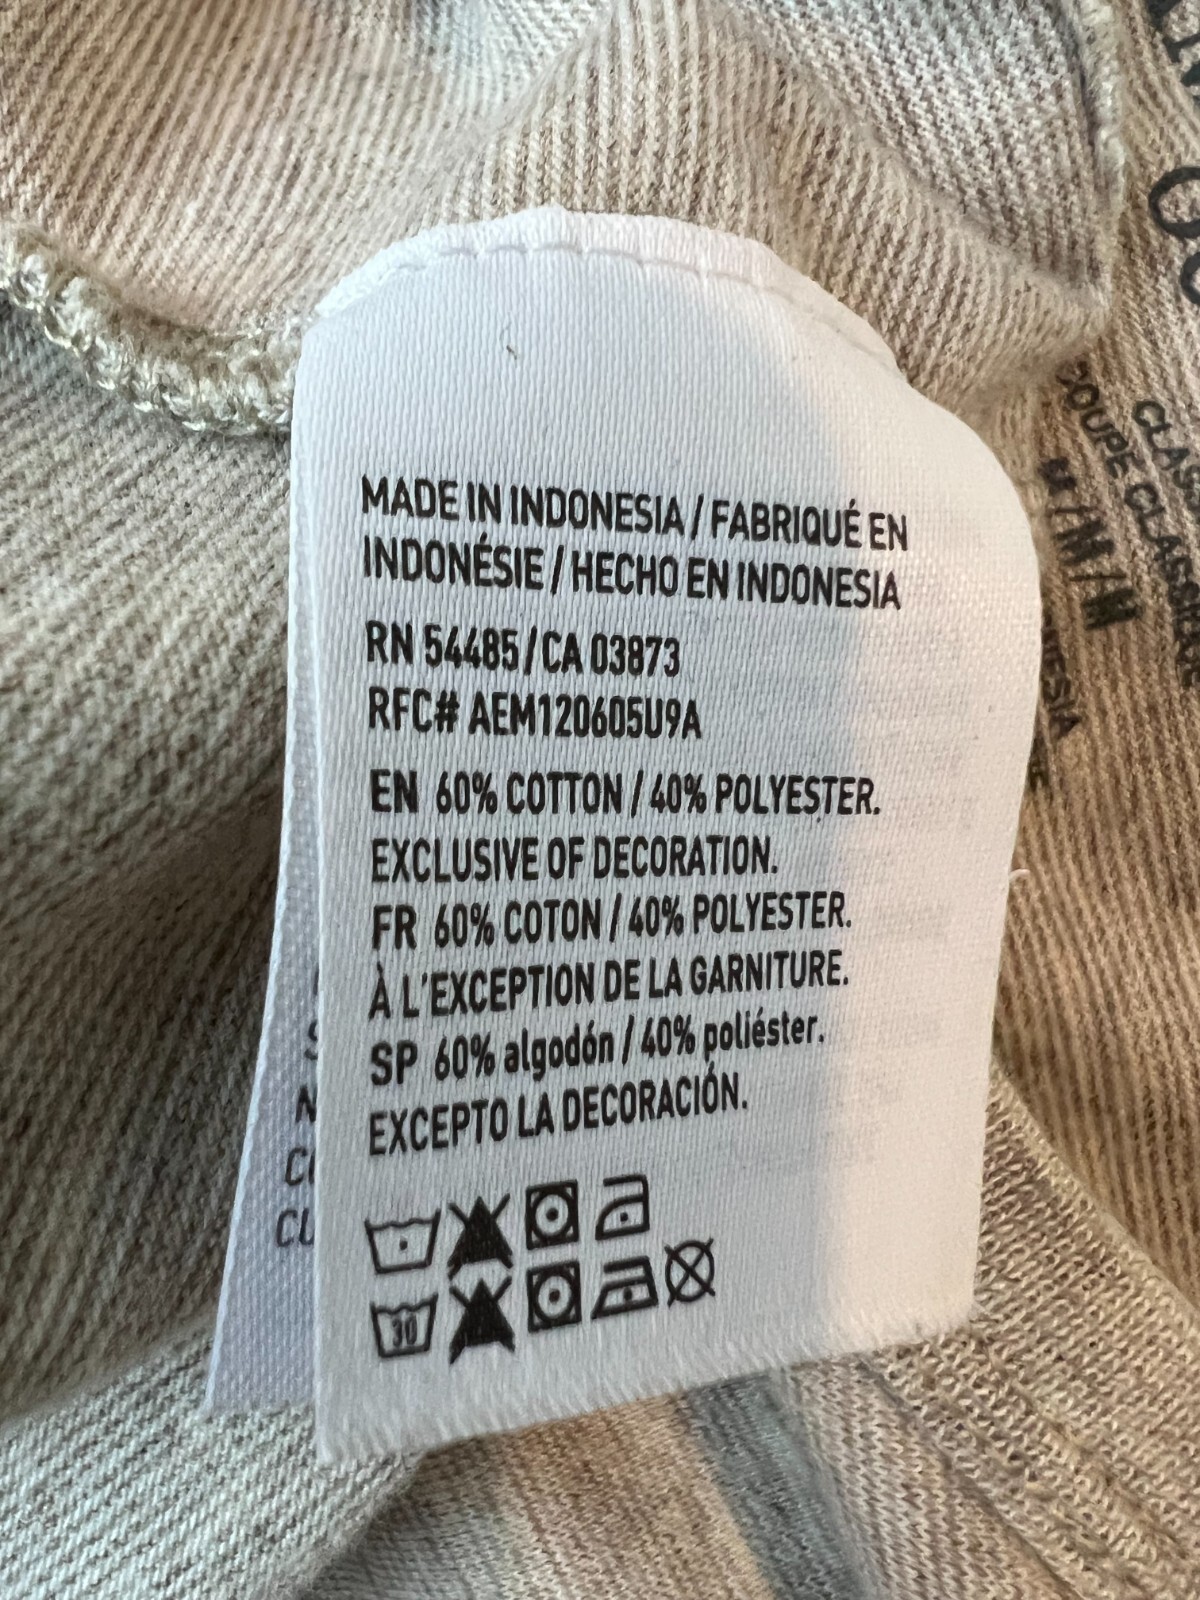 MADE IN INDONESIA / FABRIQUÉ EN
INDONÉSIE / HECHO EN INDONESIA
RN 54485 / CA 03873
RFC# AEM120605U9A
EN 60% COTTON / 40% POLYESTER.
EXCLUSIVE OF DECORATION.
FR 60% COTON / 40% POLYESTER.
À L'EXCEPTION DE LA GARNITURE.
SP 60% algodón / 40% poliéster.
EXCEPTO LA DECORACIÓN.
30
COUPE
M/M/M